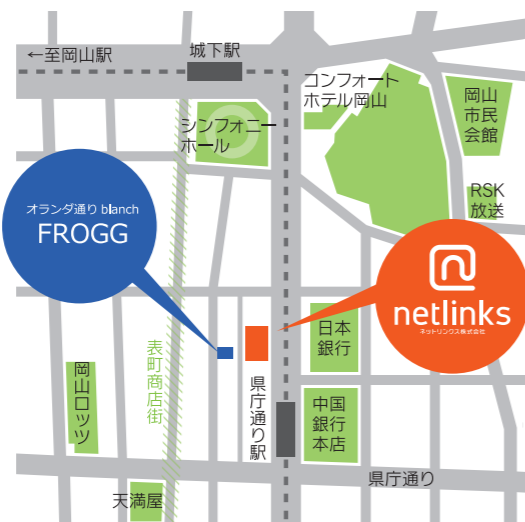 ←至岡山駅
城下駅
コンフォート
ホテル岡山
岡山
市民
会館
シンフォニー
ホール
RSK
放送
オランダ通り blanch
FROGG
netlinks
ネットリンクス株式会社
日本
銀行
表町商店街
岡山ロッツ
県庁通り駅
中国
銀行
本店
県庁通り
天満屋